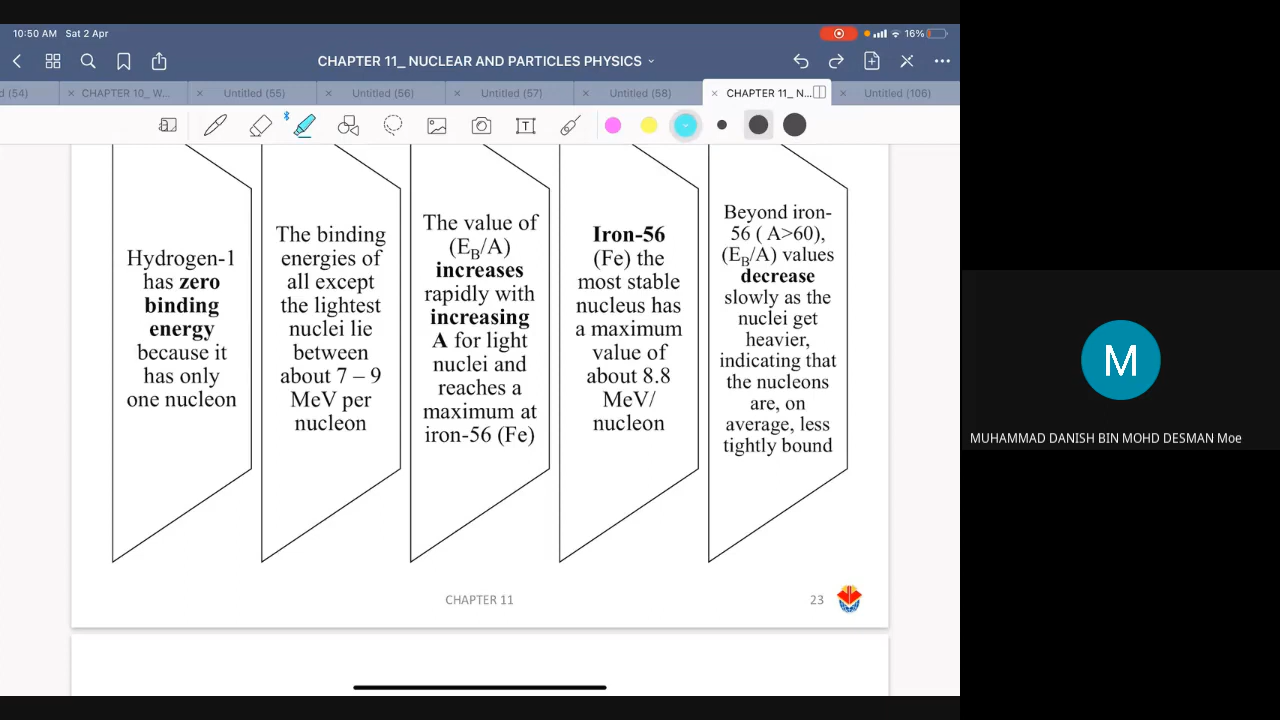 10:50 AM Sat 2 Apr
16%
CHAPTER 11_ NUCLEAR AND PARTICLES PHYSICS
d (54)
CHAPTER 10_ W...
Untitled (55)
Untitled (56)
Untitled (57)
Untitled (58)
CHAPTER 11_ N...
Untitled (106)
T
Hydrogen-1
has zero
binding
energy
because it
has only
one nucleon
The binding
energies of
all except
the lightest
nuclei lie
between
about 7 – 9
MeV per
nucleon
The value of
(EB/A)
increases
rapidly with
increasing
A for light
nuclei and
reaches a
maximum at
iron-56 (Fe)
Iron-56
(Fe) the
most stable
nucleus has
a maximum
value of
about 8.8
MeV/
nucleon
Beyond iron-
56 ( A>60),
(EB/A) values
decrease
slowly as the
nuclei get
heavier,
indicating that
the nucleons
are, on
average, less
tightly bound
CHAPTER 11
23
M
MUHAMMAD DANISH BIN MOHD DESMAN Moe